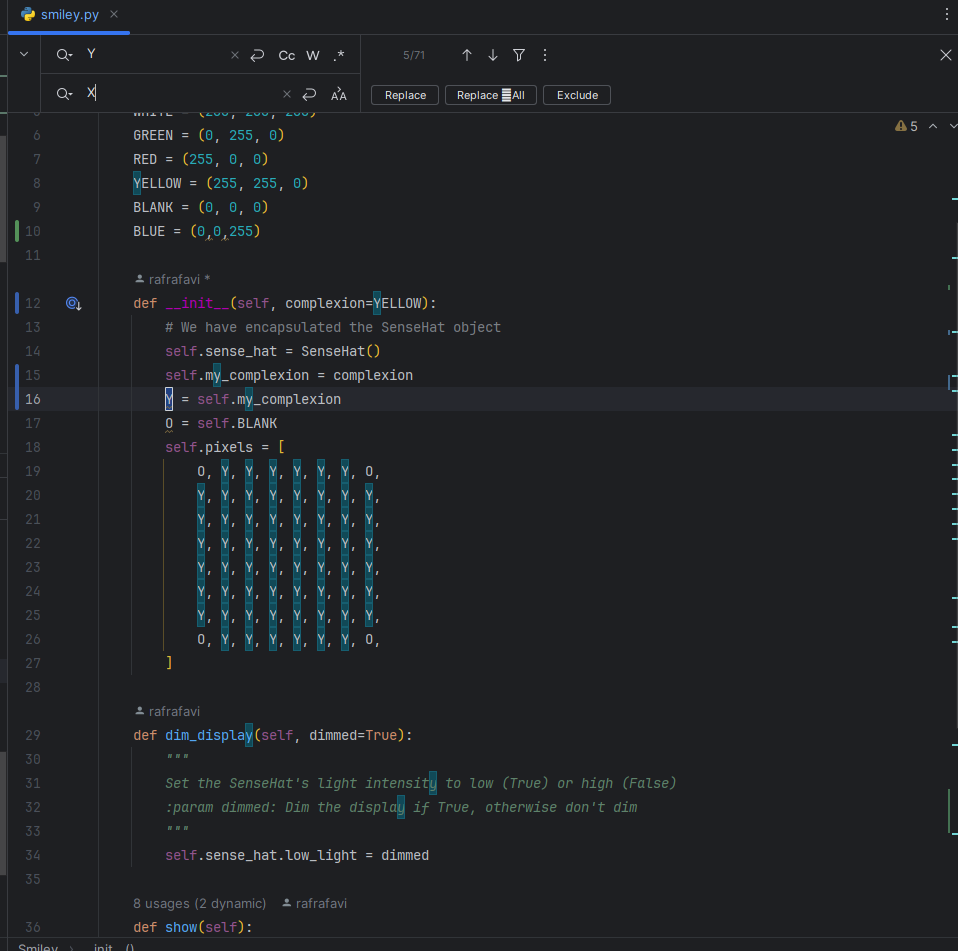 smiley.py
Y Cc W .* 5/71
X Replace Replace All Exclude
5 WHITE = (255, 255, 255)
5
6 GREEN = (0, 255, 0)
7 RED = (255, 0, 0)
8 YELLOW = (255, 255, 0)
9 BLANK = (0, 0, 0)
10 BLUE = (0,0,255)
11
rafrafavi *
12 def __init__(self, complexion=YELLOW):
13 # We have encapsulated the SenseHat object
14 self.sense_hat = SenseHat()
15 self.my_complexion = complexion
16 Y = self.my_complexion
17 O = self.BLANK
18 self.pixels = [
19 O, Y, Y, Y, Y, Y, Y, O,
20 Y, Y, Y, Y, Y, Y, Y, Y,
21 Y, Y, Y, Y, Y, Y, Y, Y,
22 Y, Y, Y, Y, Y, Y, Y, Y,
23 Y, Y, Y, Y, Y, Y, Y, Y,
24 Y, Y, Y, Y, Y, Y, Y, Y,
25 Y, Y, Y, Y, Y, Y, Y, Y,
26 O, Y, Y, Y, Y, Y, Y, O,
27 ]
28
rafrafavi
29 def dim_display(self, dimmed=True):
30 """
31 Set the SenseHat's light intensity to low (True) or high (False)
32 :param dimmed: Dim the display if True, otherwise don't dim
33 """
34 self.sense_hat.low_light = dimmed
35
8 usages (2 dynamic) rafrafavi
36 def show(self):
Smiley > __init__()